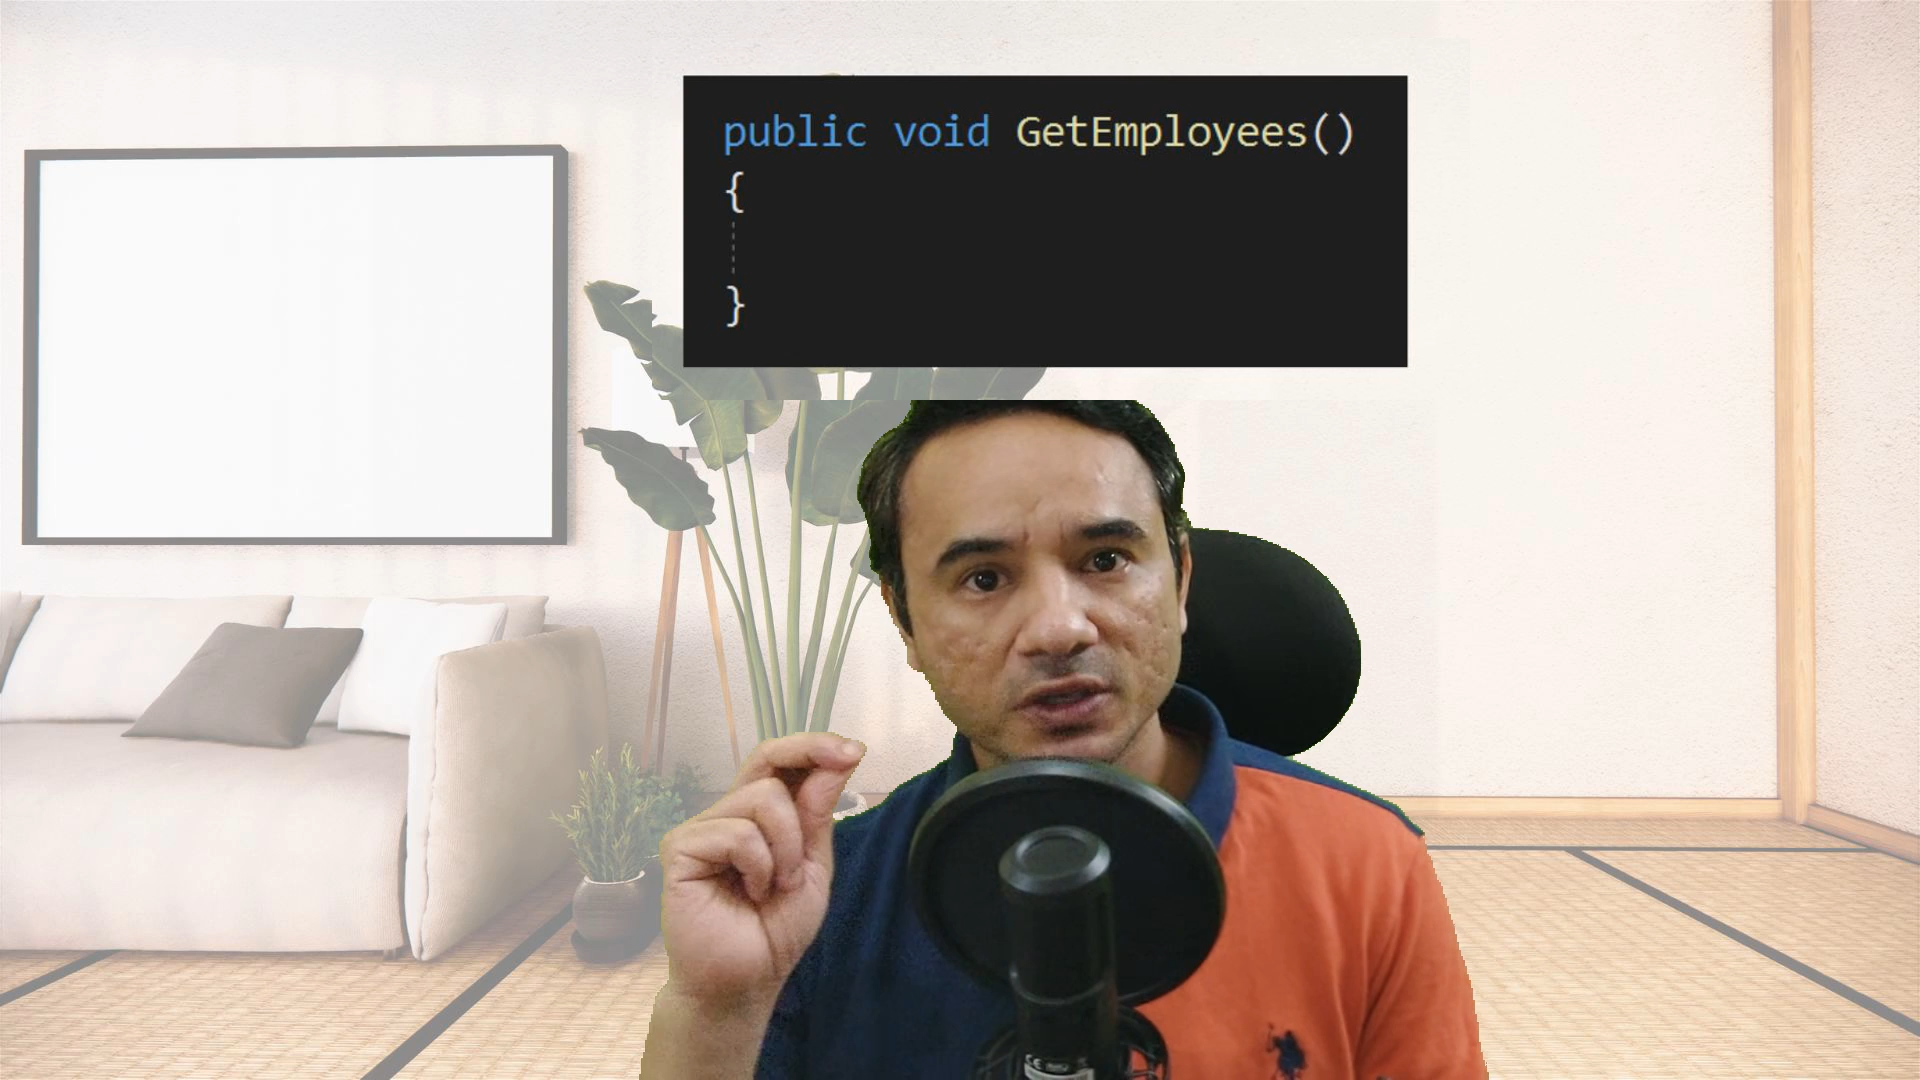 public void GetEmployees()
{
}